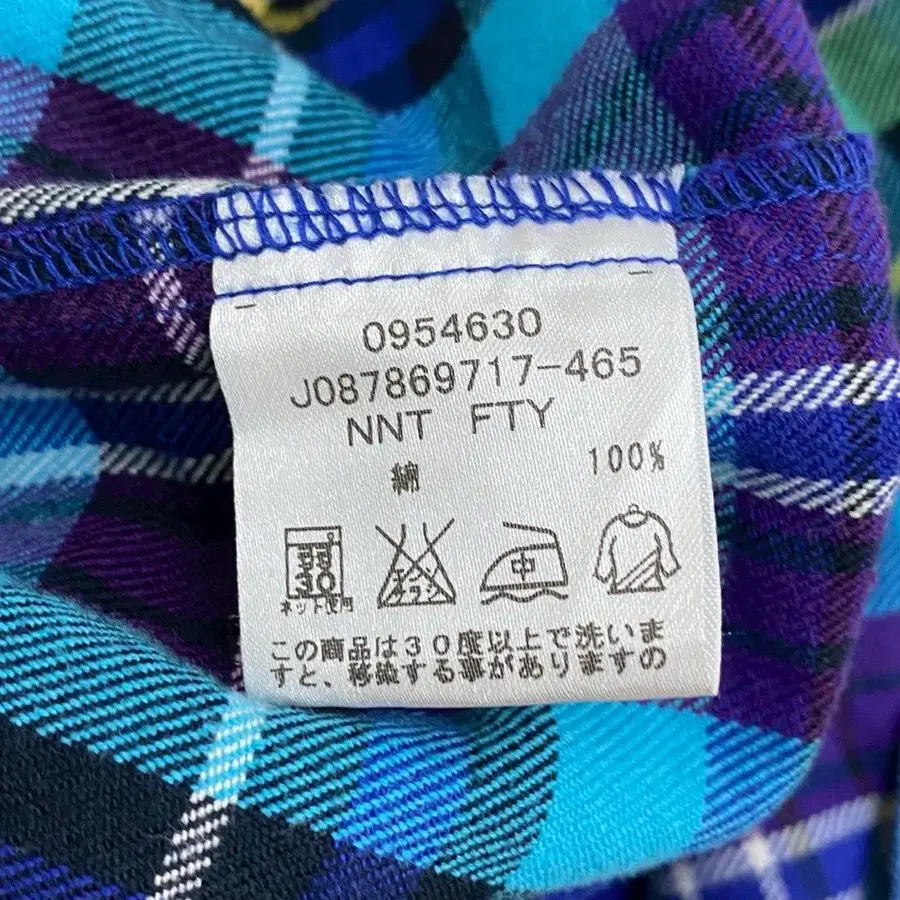 0954630
J087869717-465
NNT FTY
綿 100%
中
ネット使用
この商品は30度以上で洗いま
すと、移染する事がありますの